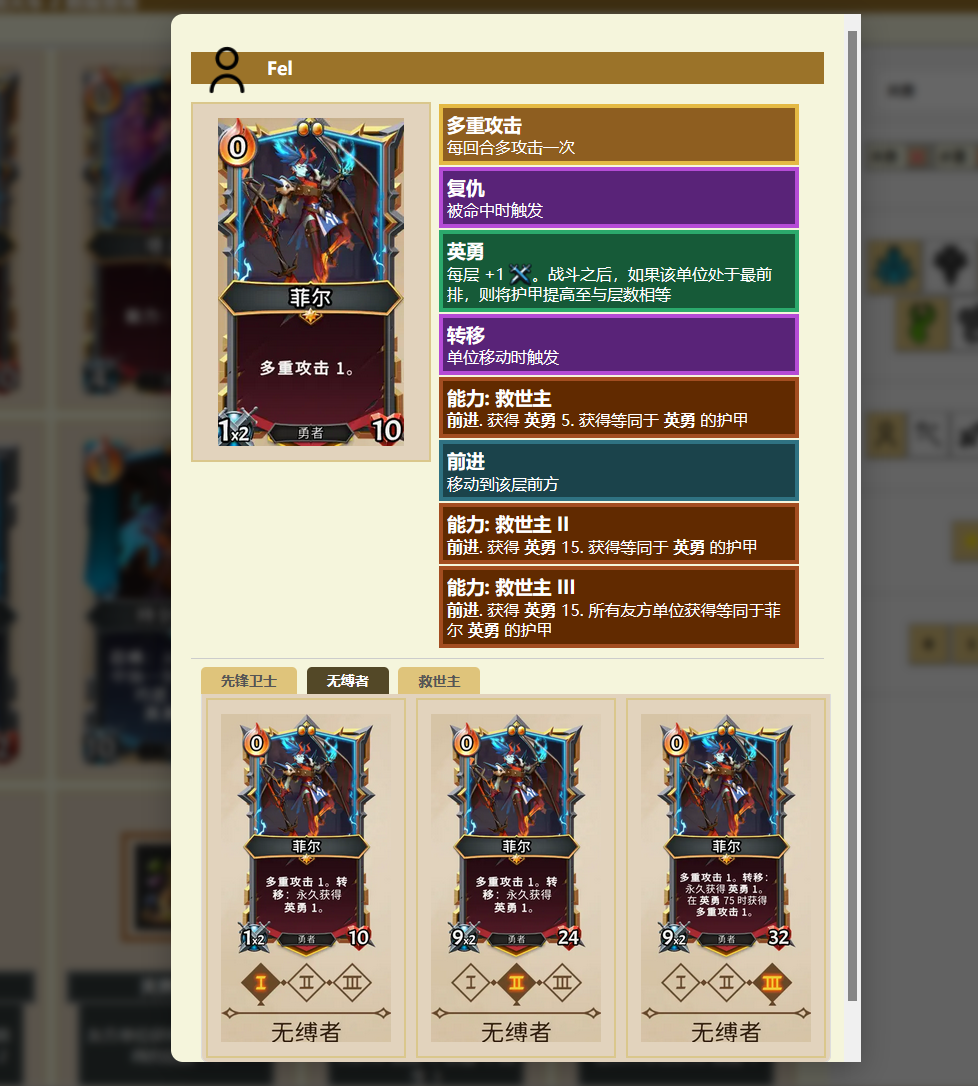 Fel
0
菲尔
多重攻击 1。
1x2
勇者
10
多重攻击
每回合多攻击一次
复仇
被命中时触发
英勇
每层 +1 。战斗之后，如果该单位处于最前
排，则将护甲提高至与层数相等
转移
单位移动时触发
能力: 救世主
前进. 获得 英勇 5. 获得等同于 英勇 的护甲
前进
移动到该层前方
能力: 救世主 II
前进. 获得 英勇 15. 获得等同于 英勇 的护甲
能力: 救世主 III
前进. 获得 英勇 15. 所有友方单位获得等同于菲
尔 英勇 的护甲
先锋卫士
无缚者
救世主
0
菲尔
多重攻击 1。转
移：永久获得
英勇 1。
1x2
勇者
10
I
II
III
无缚者
0
菲尔
多重攻击 1。转
移：永久获得
英勇 1。
9x2
勇者
24
I
II
III
无缚者
0
菲尔
多重攻击 1。转移：
永久获得 英勇 1。
在 英勇 75 时获得
多重攻击 1。
9x2
勇者
32
I
II
III
无缚者